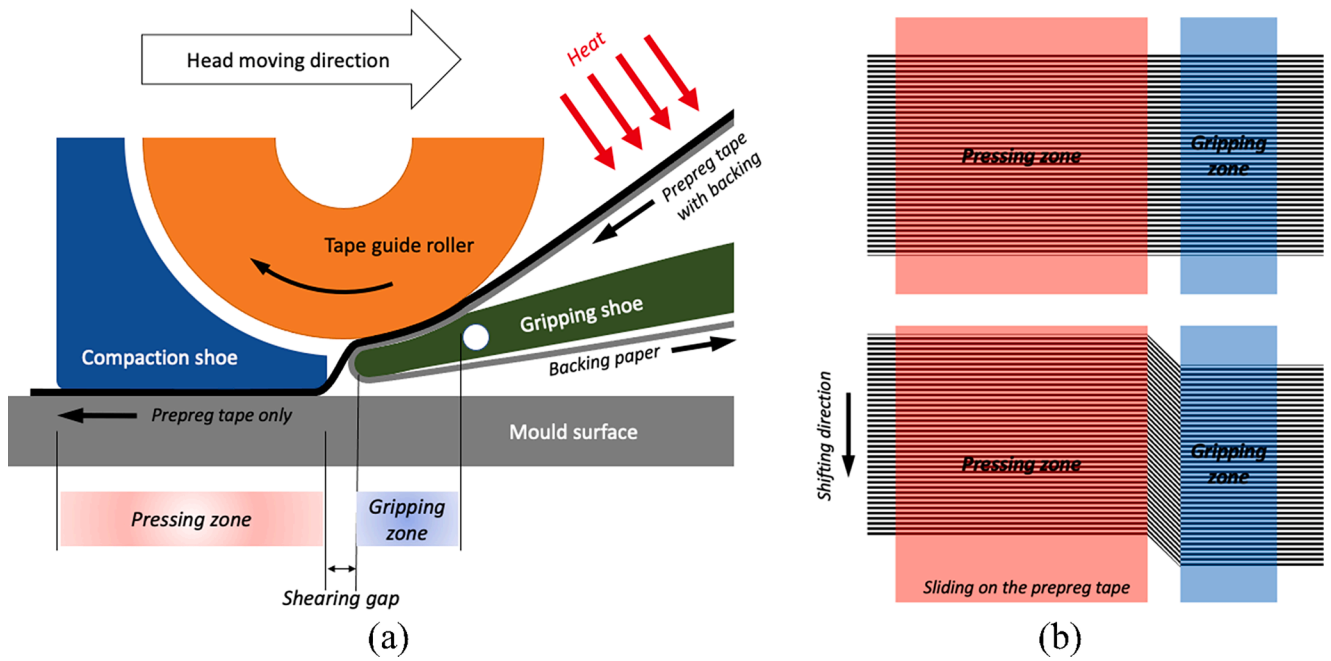 Head moving direction
Heat
Prepreg tape
with backing
Tape guide roller
Gripping shoe
Compaction shoe
Backing paper
Prepreg tape only
Mould surface
Pressing zone
Gripping
zone
Shearing gap
(a)
Pressing zone
Gripping
zone
Shifting direction
Pressing zone
Gripping
zone
Sliding on the prepreg tape
(b)